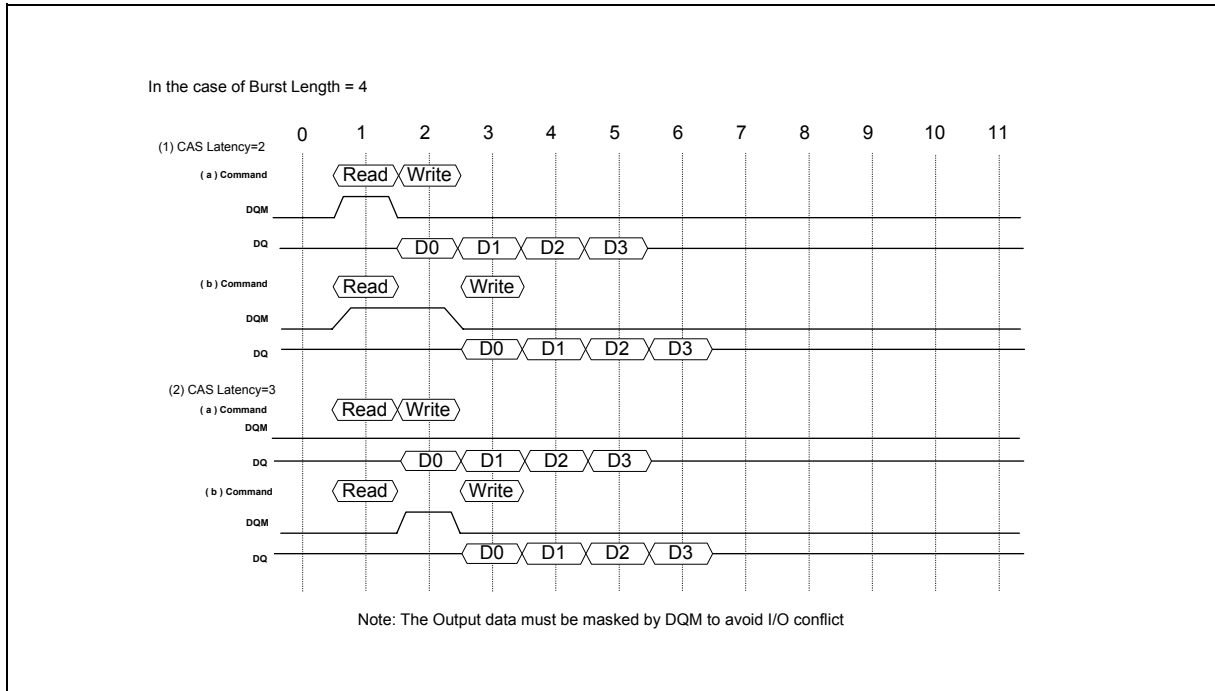 In the case of Burst Length = 4
0 1 2 3 4 5 6 7 8 9 10 11
(1) CAS Latency=2
( a ) Command Read Write
DQM
DQ D0 D1 D2 D3
( b ) Command Read Write
DQM
DQ D0 D1 D2 D3
(2) CAS Latency=3
( a ) Command Read Write
DQM
DQ D0 D1 D2 D3
( b ) Command Read Write
DQM
DQ D0 D1 D2 D3
Note: The Output data must be masked by DQM to avoid I/O conflict